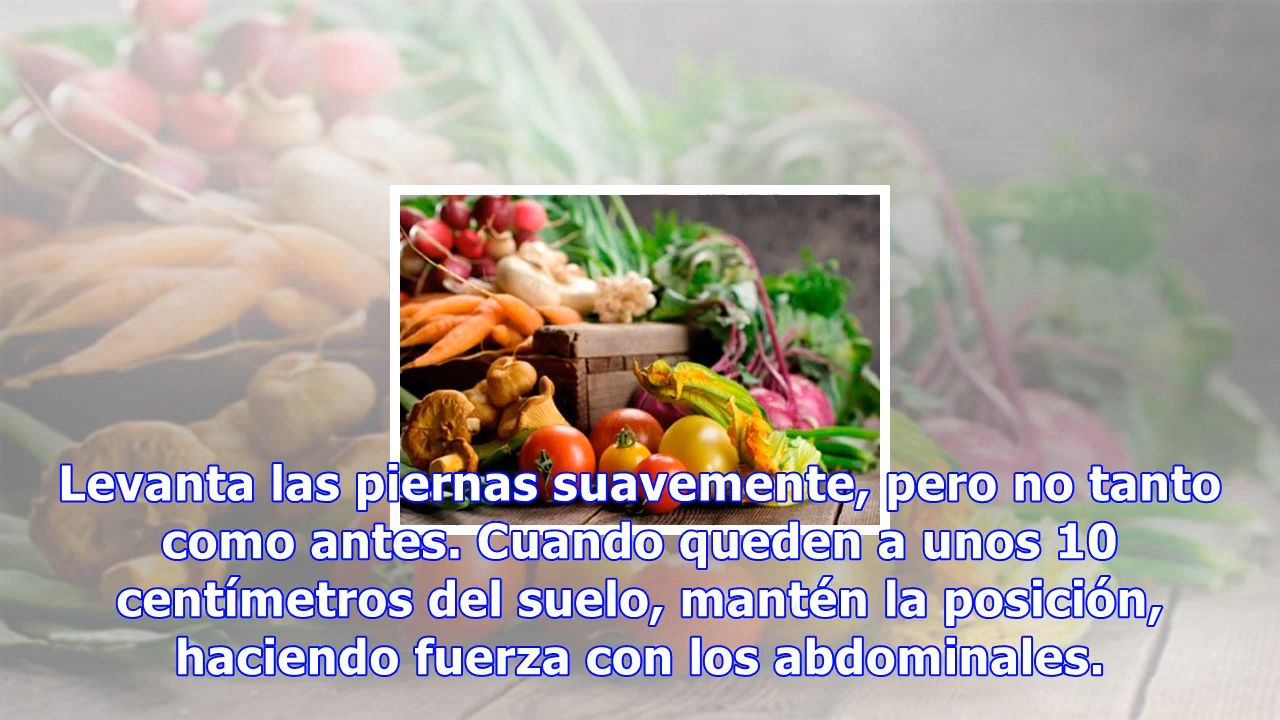 Levanta las piernas suavemente, pero no tanto
como antes. Cuando queden a unos 10
centímetros del suelo, mantén la posición,
haciendo fuerza con los abdominales.